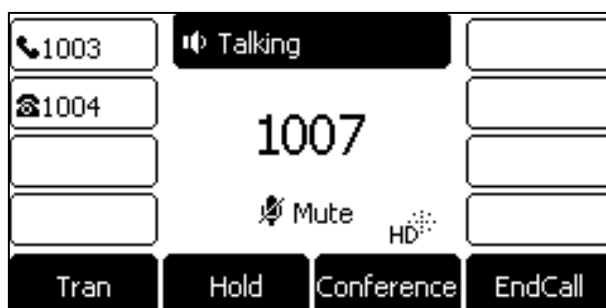 1003
Talking
1004
1007
Mute
HD
Tran
Hold
Conference
EndCall